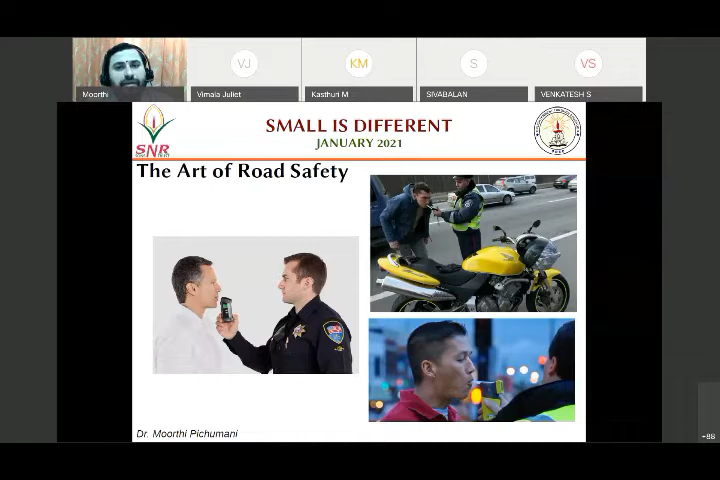 VJ
KM
S
VS
Moorthi
Vimala Juliet
Kasthuri M
SIVABALAN
VENKATESH S
SNR
SMALL IS DIFFERENT
JANUARY 2021
The Art of Road Safety
Dr. Moorthi Pichumani
+88